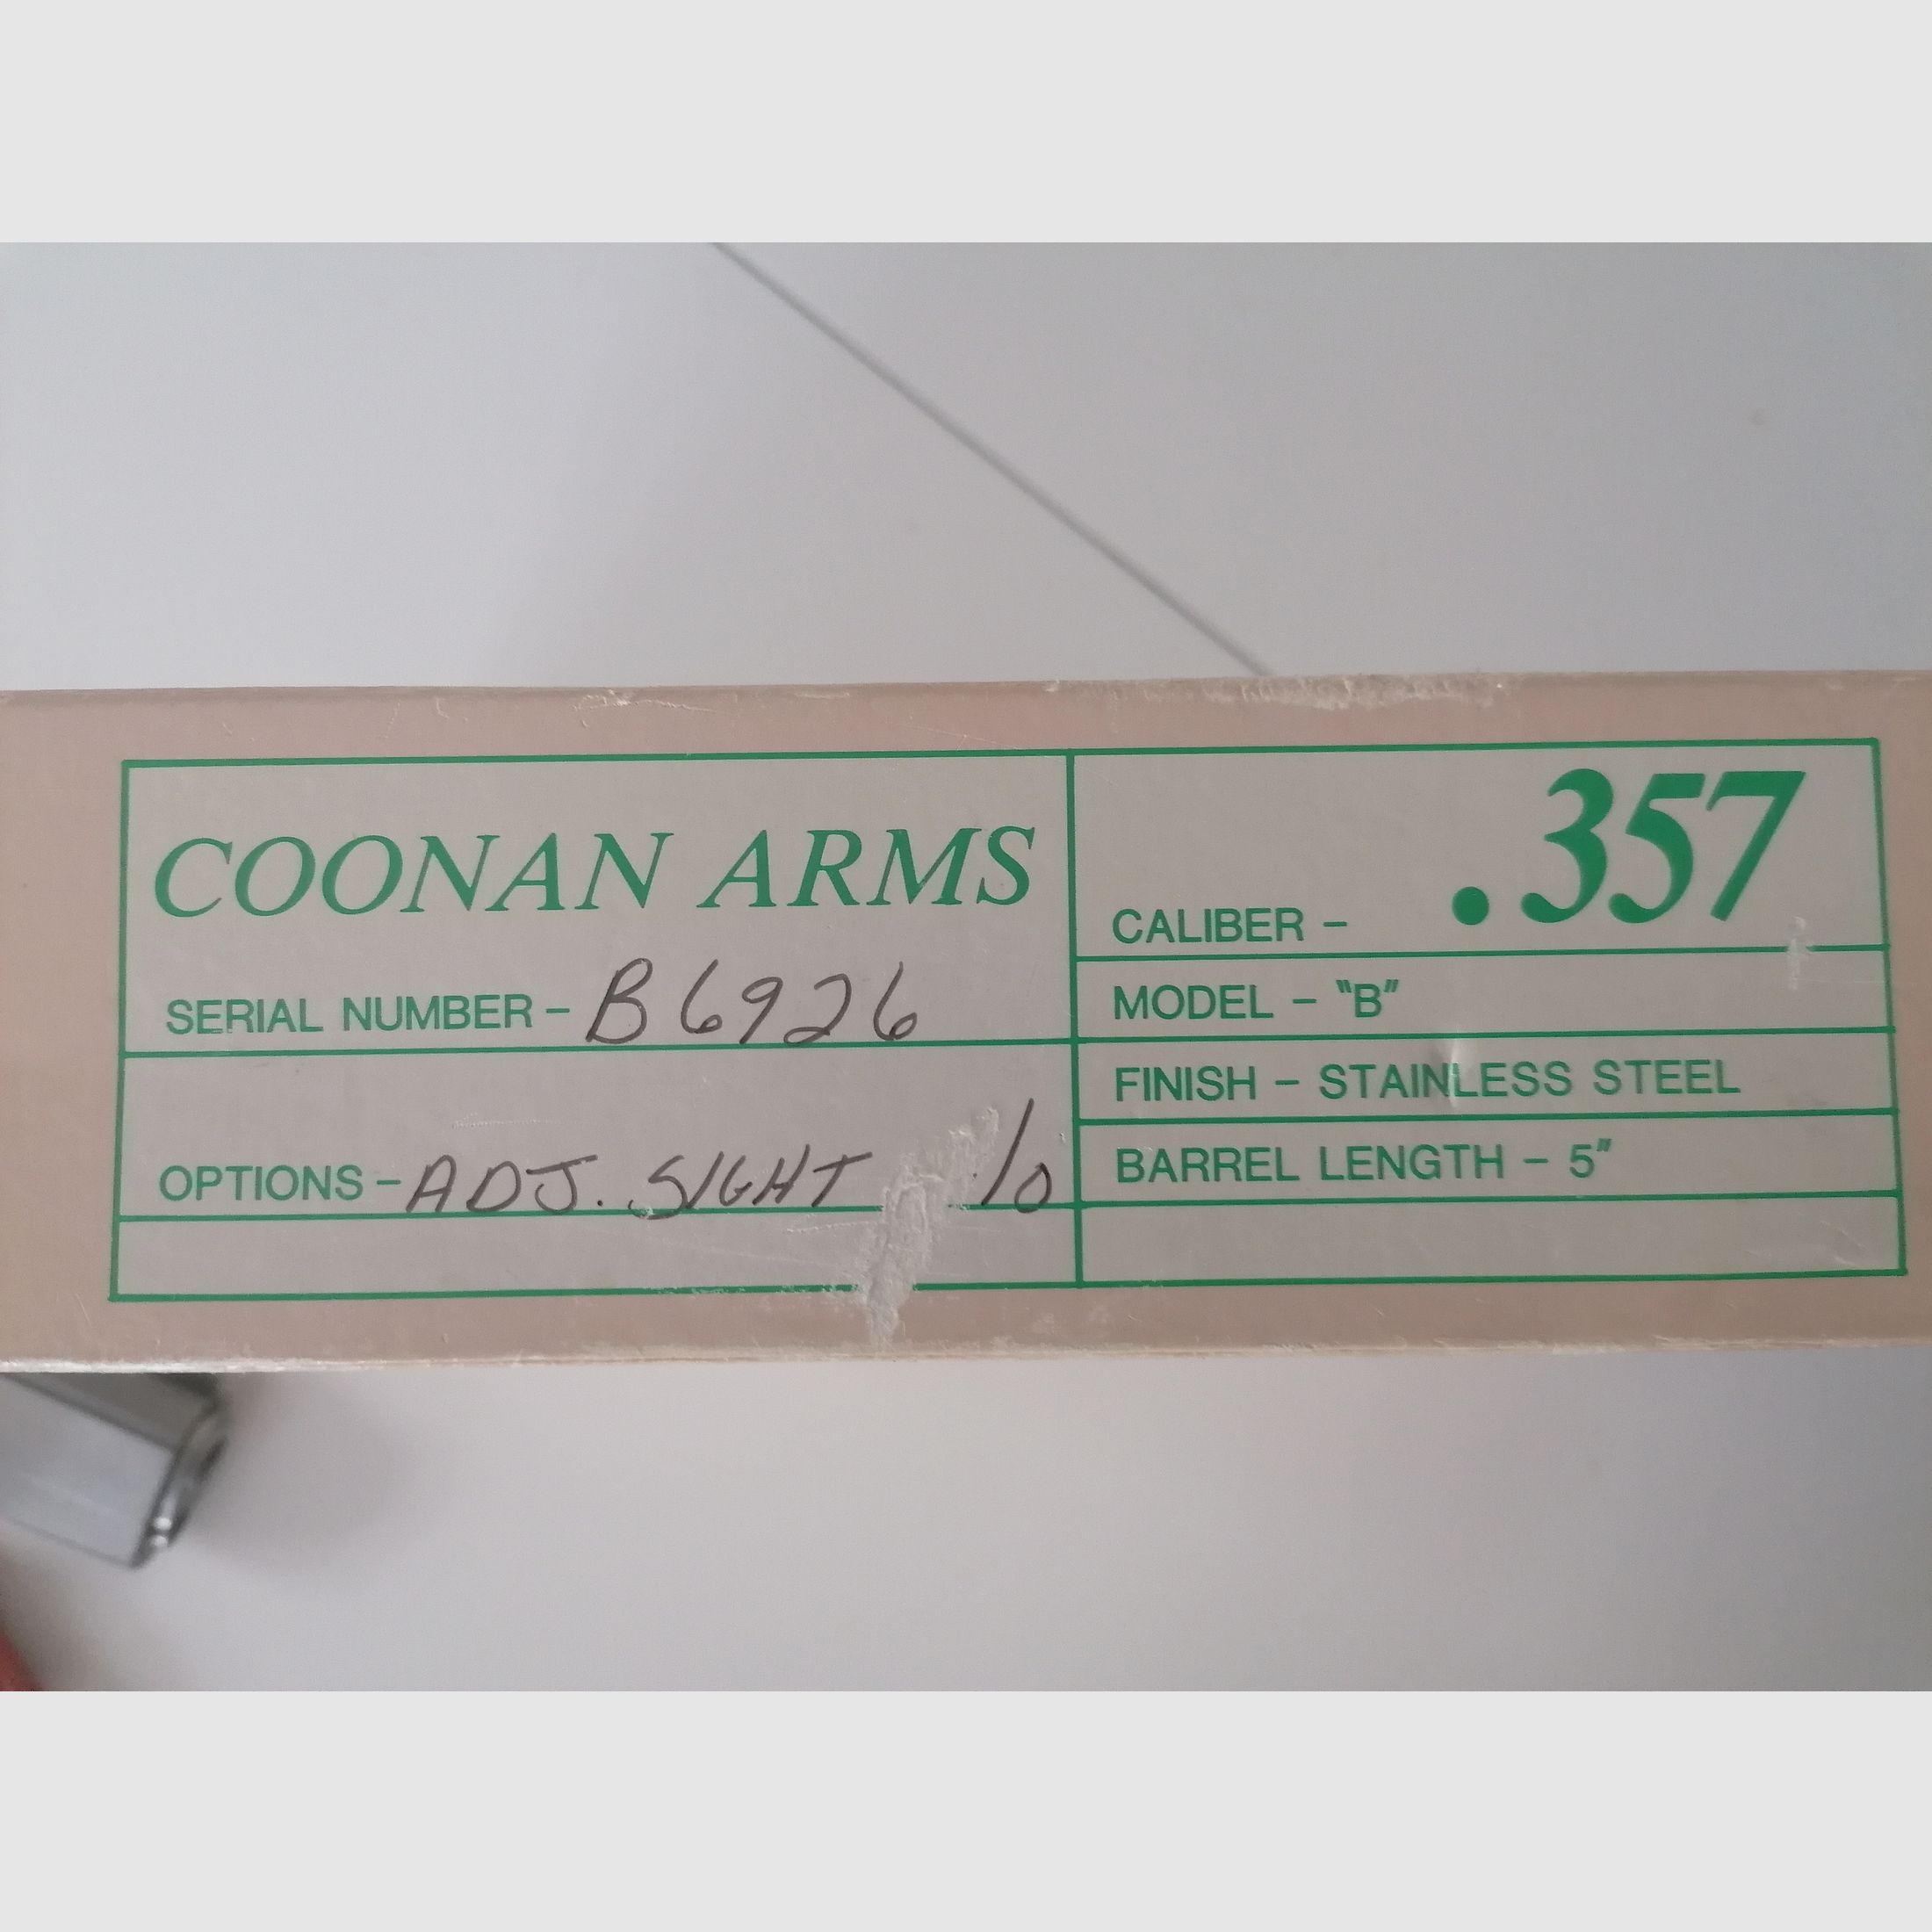 COONAN ARMS
SERIAL NUMBER - B6926
OPTIONS - ADJ. SIGHT
CALIBER - .357
MODEL - "B"
FINISH - STAINLESS STEEL
BARREL LENGTH - 5"